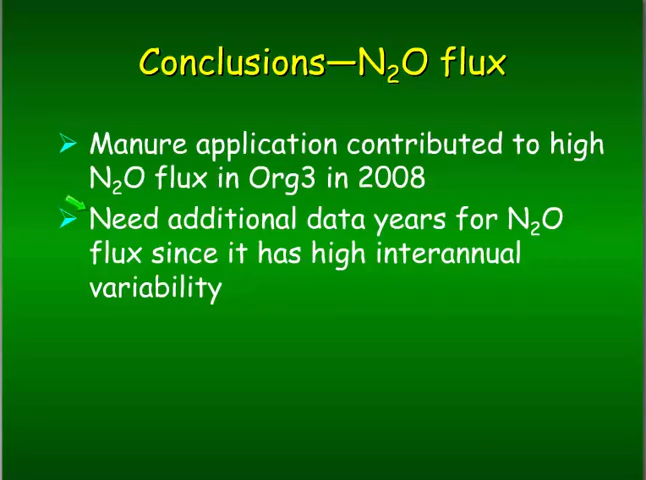 Conclusions—N₂O flux
Manure application contributed to high
N₂O flux in Org3 in 2008
Need additional data years for N₂O
flux since it has high interannual
variability